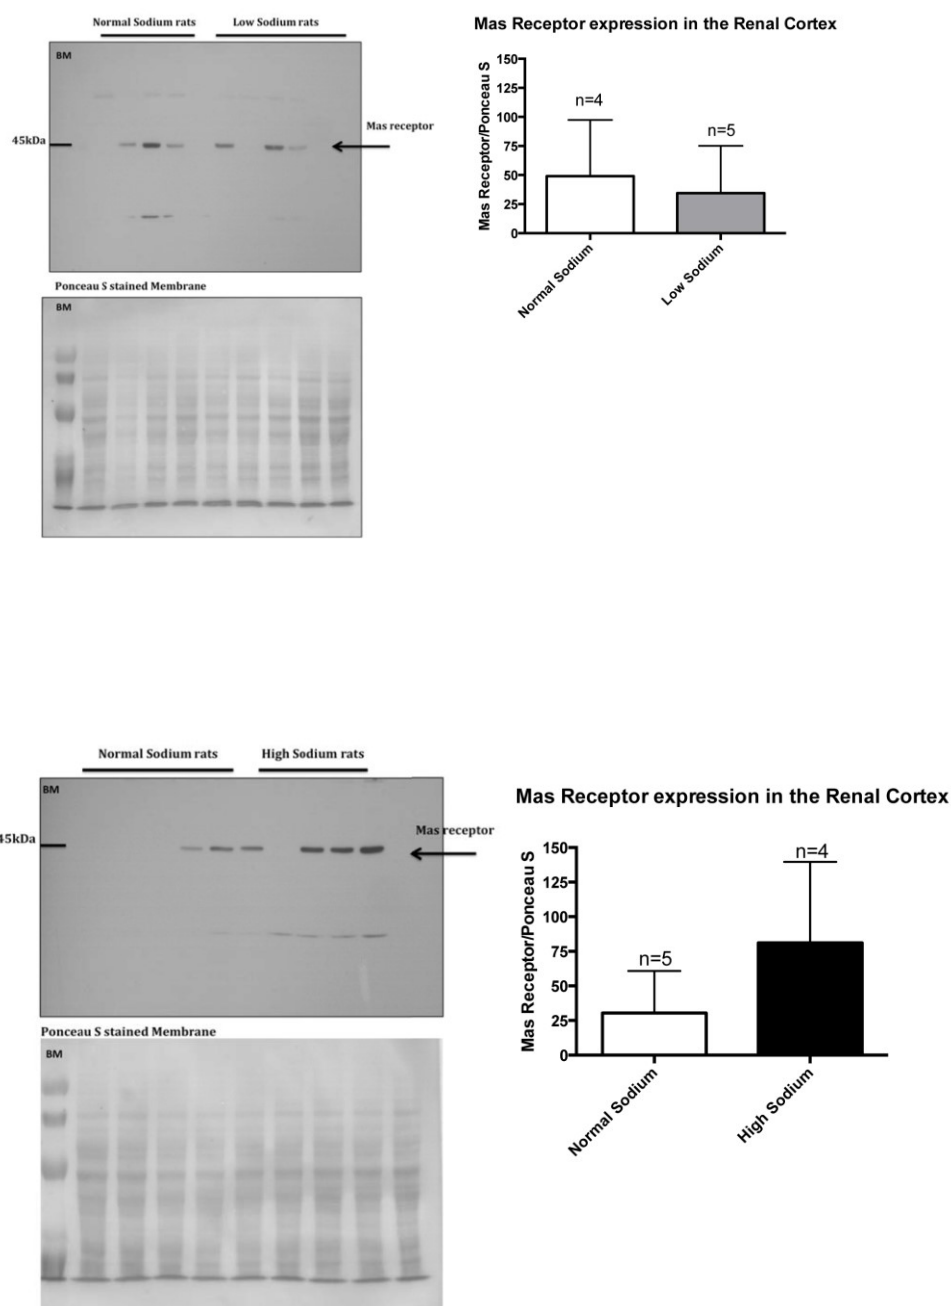 Normal Sodium rats Low Sodium rats
BM
45kDa
Mas receptor
Ponceau S stained Membrane
BM
Mas Receptor expression in the Renal Cortex
Mas Receptor/Ponceau S
150
125
100
75
50
25
0
n=4
n=5
Normal Sodium
Low Sodium
Normal Sodium rats High Sodium rats
BM
45kDa
Mas receptor
Ponceau S stained Membrane
BM
Mas Receptor expression in the Renal Cortex
Mas Receptor/Ponceau S
150
125
100
75
50
25
0
n=5
n=4
Normal Sodium
High Sodium